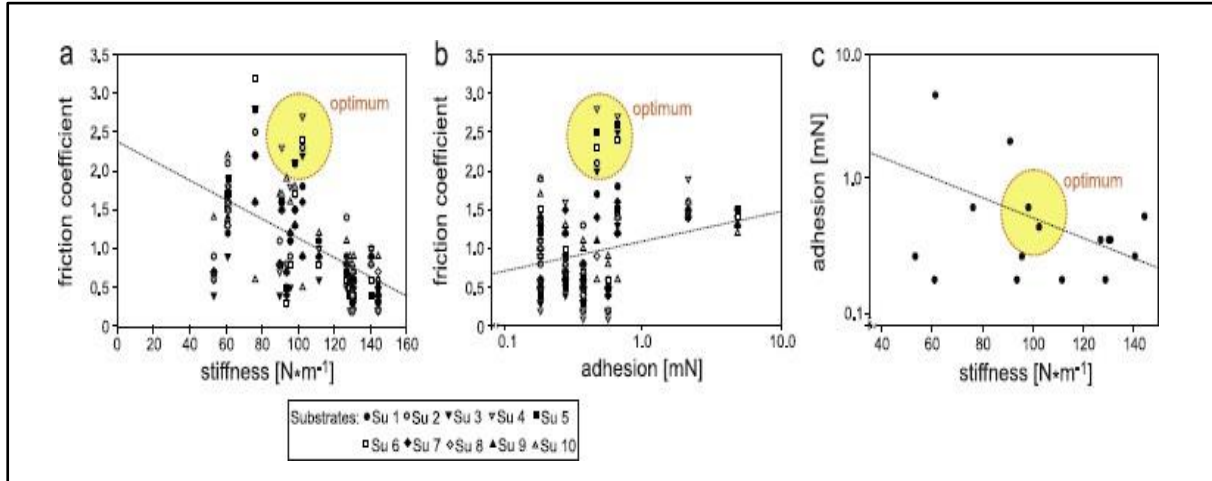 a
3,5
3.0
2.5
2.0
1.5
1.0
0.5
0
friction coefficient
optimum
0 20 40 60 80 100 120 140 160
stiffness [N*m-1]
b
3,5
3.0
2.5
2.0
1.5
1.0
0.5
0
friction coefficient
optimum
0.1 1.0 10.0
adhesion [mN]
c
10.0
1.0
0.1
adhesion [mN]
optimum
40 60 80 100 120 140
stiffness [N*m-1]
Substrates: Su 1 Su 2 Su 3 Su 4 Su 5
Su 6 Su 7 Su 8 Su 9 Su 10